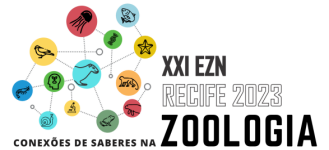 XXI EZN
RECIFE 2023
CONEXÕES DE SABERES NA ZOOLOGIA